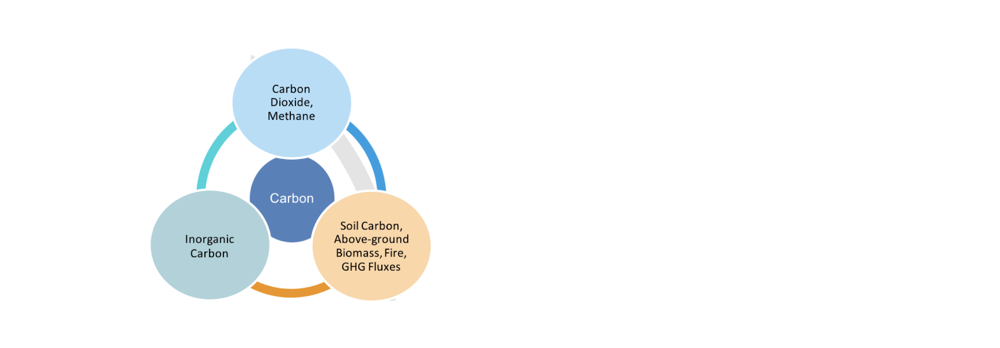 Carbon
Dioxide,
Methane
Carbon
Inorganic
Carbon
Soil Carbon,
Above-ground
Biomass, Fire,
GHG Fluxes